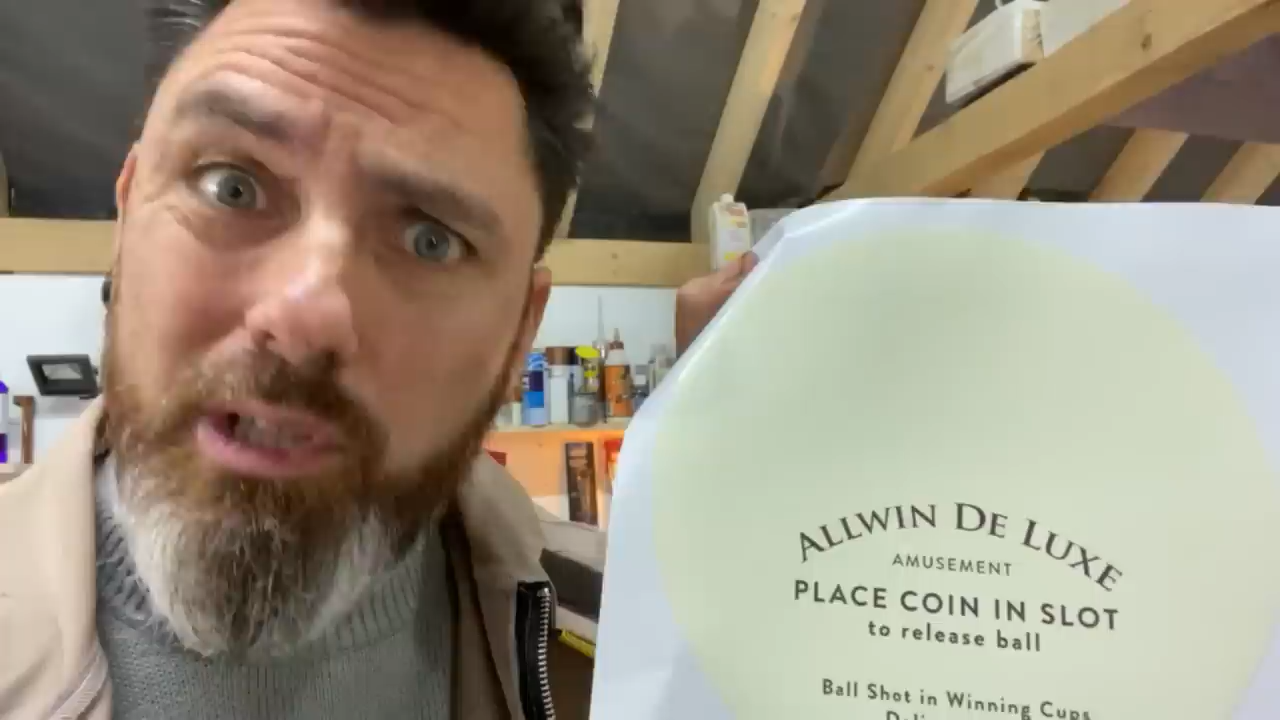 ALLWIN DE LUXE
AMUSEMENT
PLACE COIN IN SLOT
to release ball
Ball Shot in Winning Cups